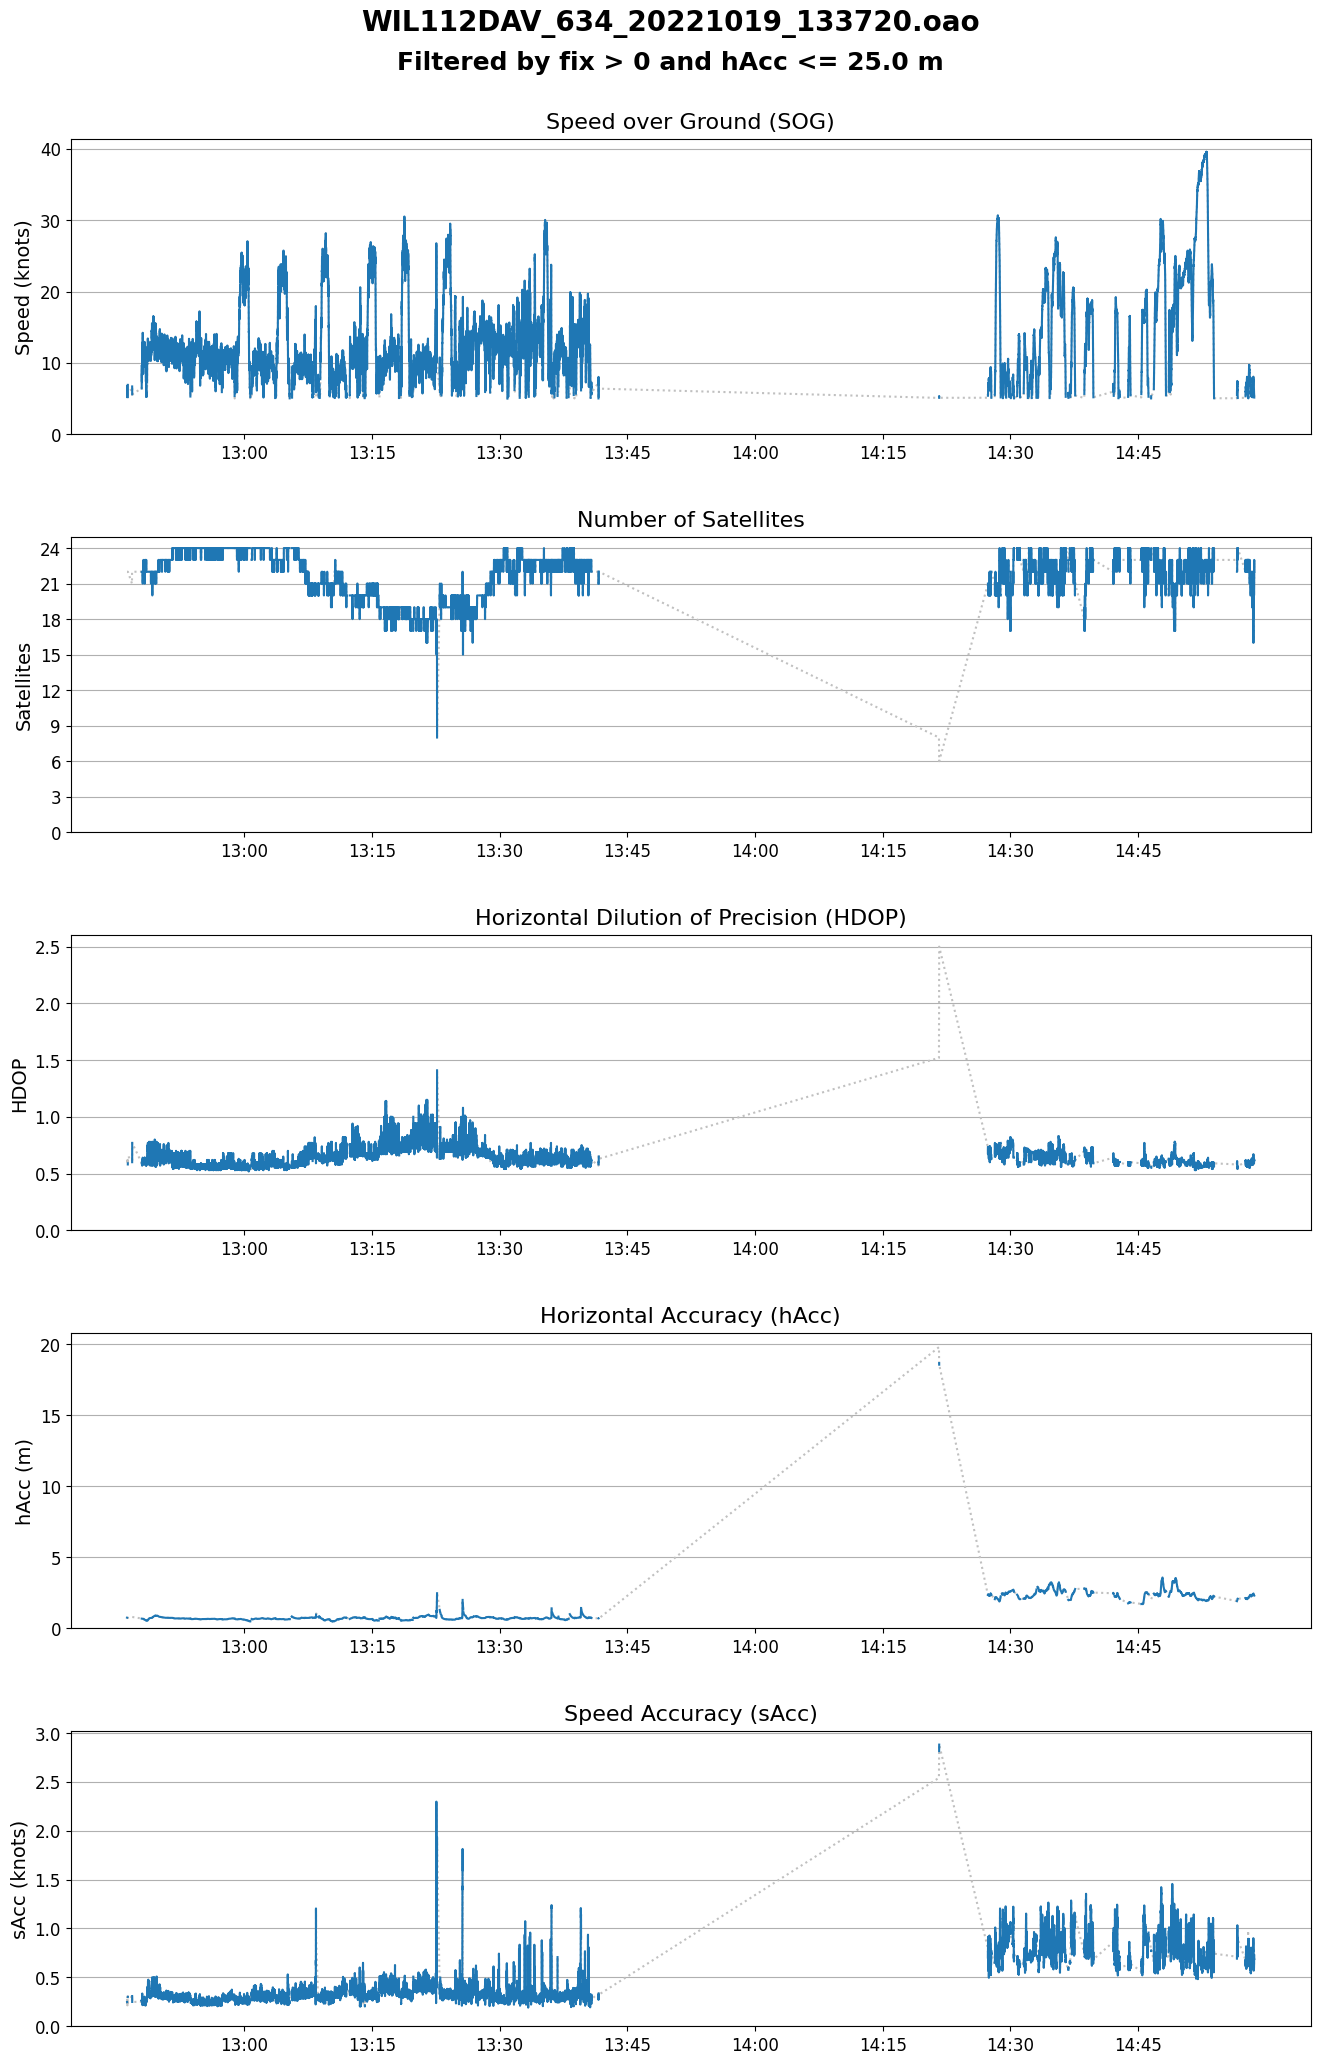 WIL112DAV_634_20221019_133720.oao
Filtered by fix > 0 and hAcc <= 25.0 m
Speed over Ground (SOG)
Speed (knots)
40
30
20
10
0
13:00 13:15 13:30 13:45 14:00 14:15 14:30 14:45
Number of Satellites
Satellites
24
21
18
15
12
9
6
3
0
13:00 13:15 13:30 13:45 14:00 14:15 14:30 14:45
Horizontal Dilution of Precision (HDOP)
HDOP
2.5
2.0
1.5
1.0
0.5
0.0
13:00 13:15 13:30 13:45 14:00 14:15 14:30 14:45
Horizontal Accuracy (hAcc)
hAcc (m)
20
15
10
5
0
13:00 13:15 13:30 13:45 14:00 14:15 14:30 14:45
Speed Accuracy (sAcc)
sAcc (knots)
3.0
2.5
2.0
1.5
1.0
0.5
0.0
13:00 13:15 13:30 13:45 14:00 14:15 14:30 14:45